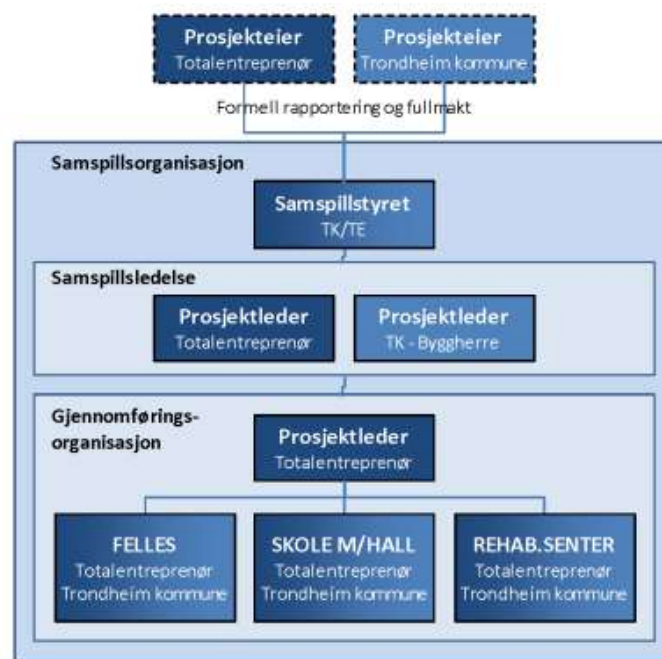 Prosjekteier
Totalentreprenør
Prosjekteier
Trondheim kommune
Formell rapportering og fullmakt
Samspillsorganisasjon
Samspillstyret
TK/TE
Samspillsledelse
Prosjektleder
Totalentreprenør
Prosjektleder
TK - Byggherre
Gjennomførings-
organisasjon
Prosjektleder
Totalentreprenør
FELLES
Totalentreprenør
Trondheim kommune
SKOLE M/HALL
Totalentreprenør
Trondheim kommune
REHAB.SENTER
Totalentreprenør
Trondheim kommune